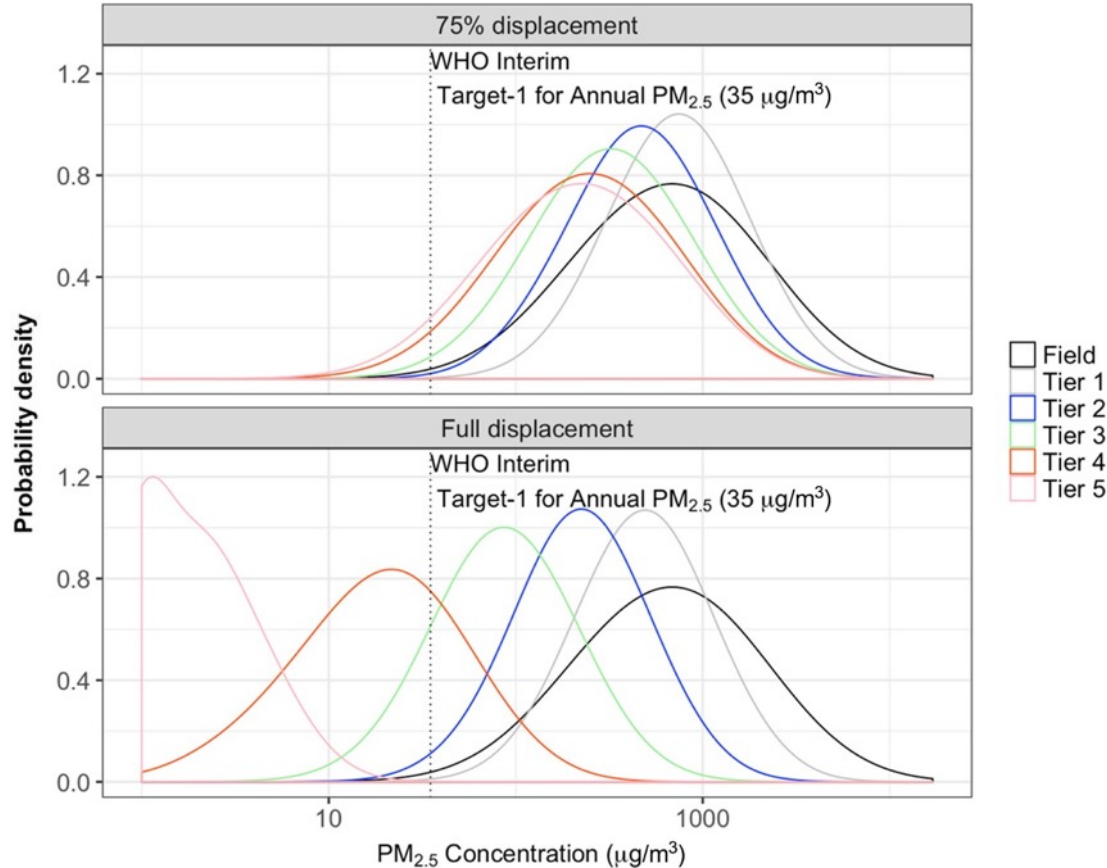 75% displacement
WHO Interim
Target-1 for Annual PM₂.₅ (35 μg/m³)
1.2
0.8
0.4
0.0
Full displacement
WHO Interim
Target-1 for Annual PM₂.₅ (35 μg/m³)
1.2
0.8
0.4
0.0
10
1000
Probability density
PM₂.₅ Concentration (μg/m³)
Field
Tier 1
Tier 2
Tier 3
Tier 4
Tier 5